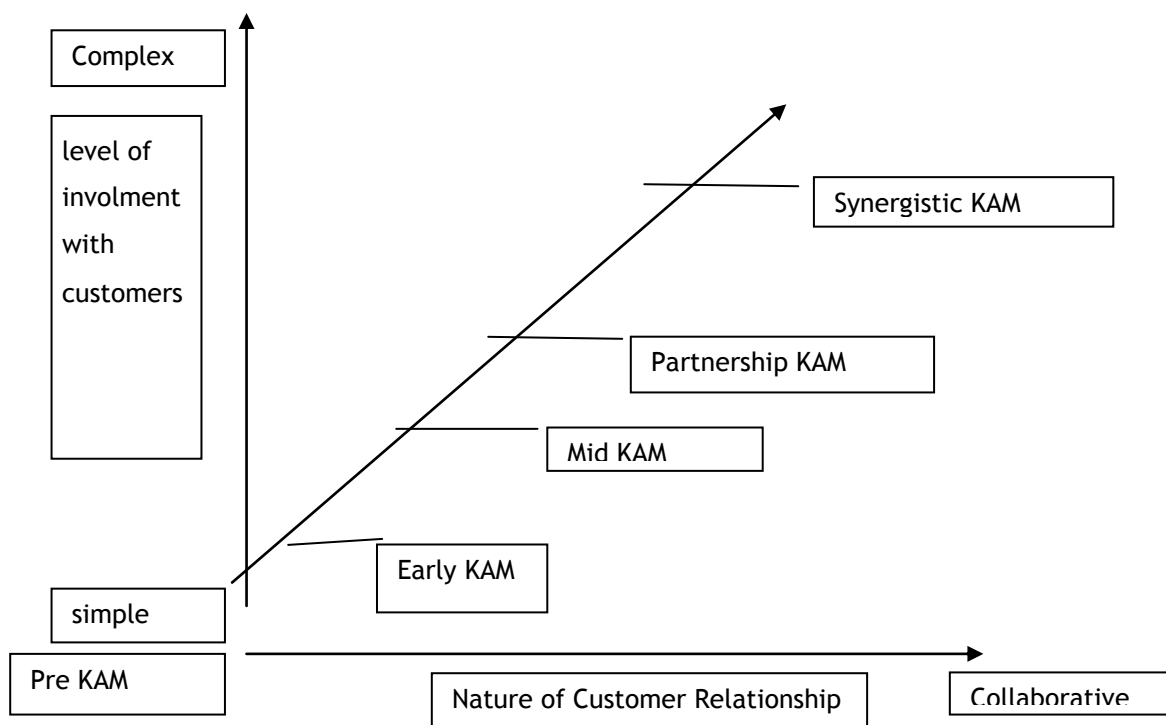 Complex
level of
involment
with
customers
Synergistic KAM
Partnership KAM
Mid KAM
Early KAM
simple
Pre KAM
Nature of Customer Relationship
Collaborative